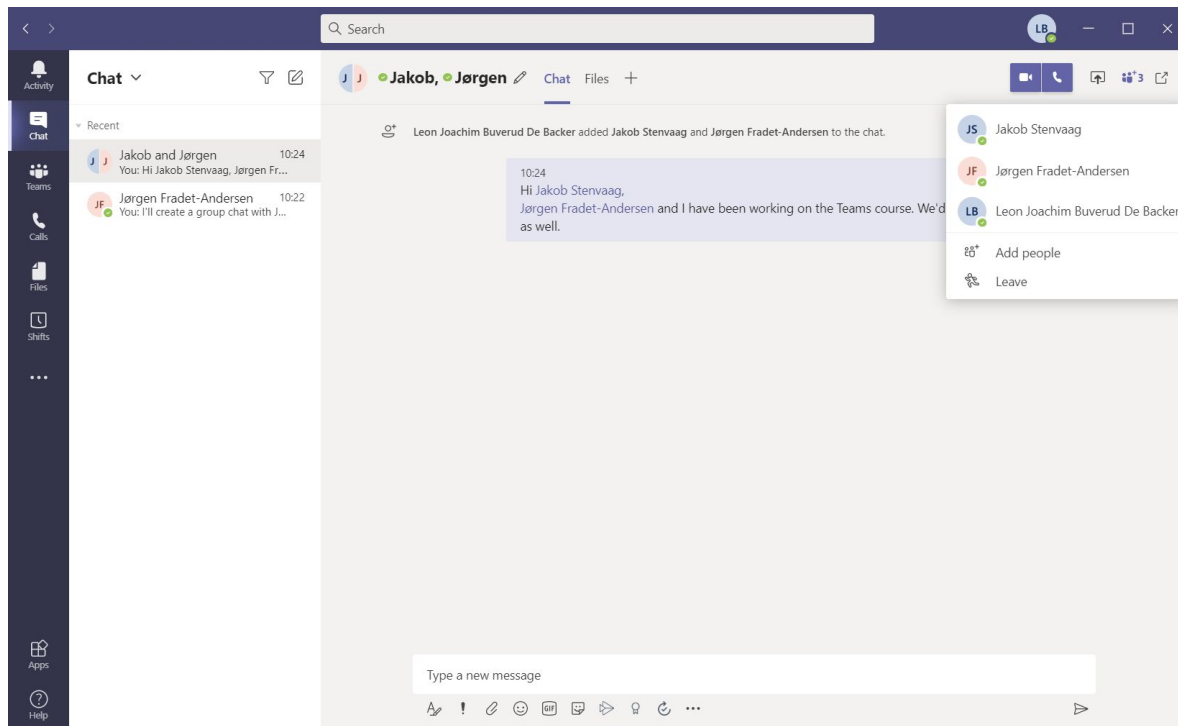 Search
LB
Activity
Chat
Teams
Calls
Files
Shifts
Apps
Help
Chat
Recent
J J
Jakob and Jørgen 10:24
You: Hi Jakob Stenvaag, Jørgen Fr...
JF
Jørgen Fradet-Andersen 10:22
You: I'll create a group chat with J...
J J Jakob, Jørgen Chat Files
3
Leon Joachim Buverud De Backer added Jakob Stenvaag and Jørgen Fradet-Andersen to the chat.
10:24
Hi Jakob Stenvaag,
Jørgen Fradet-Andersen and I have been working on the Teams course. We'd
as well.
JS Jakob Stenvaag
JF Jørgen Fradet-Andersen
LB Leon Joachim Buverud De Backer
Add people
Leave
Type a new message
GIF